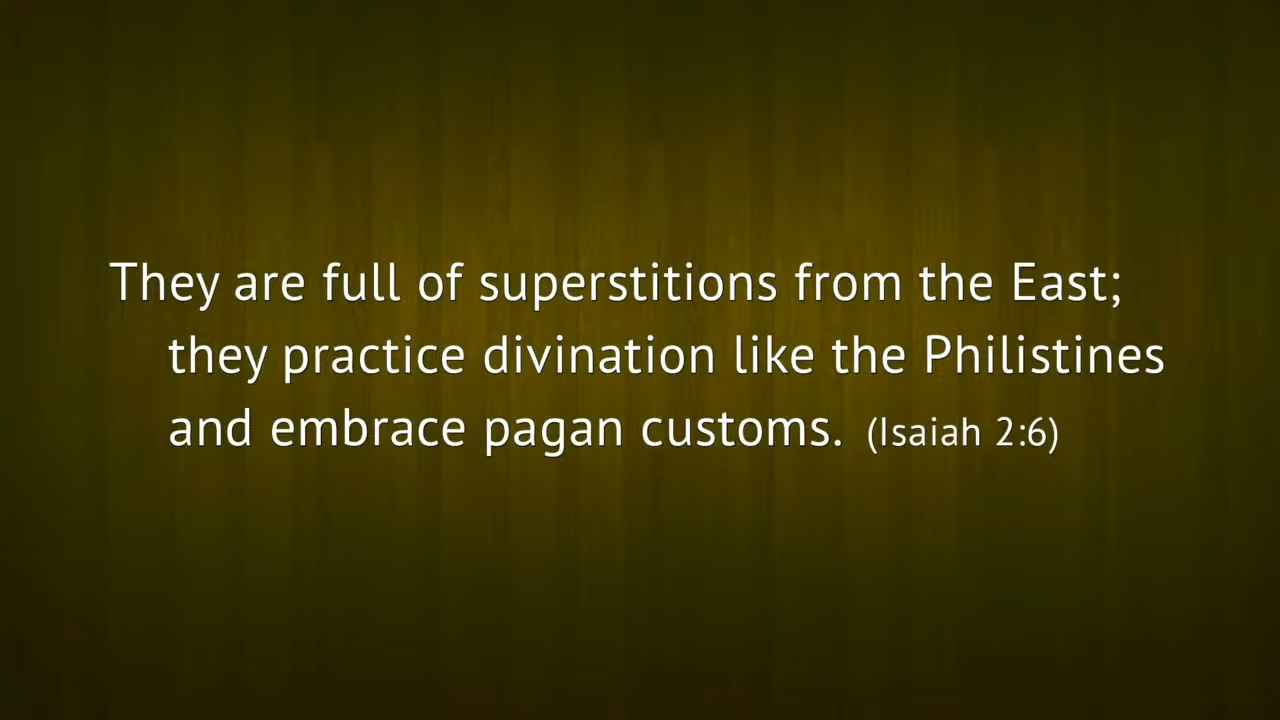 They are full of superstitions from the East;
they practice divination like the Philistines
and embrace pagan customs. (Isaiah 2:6)